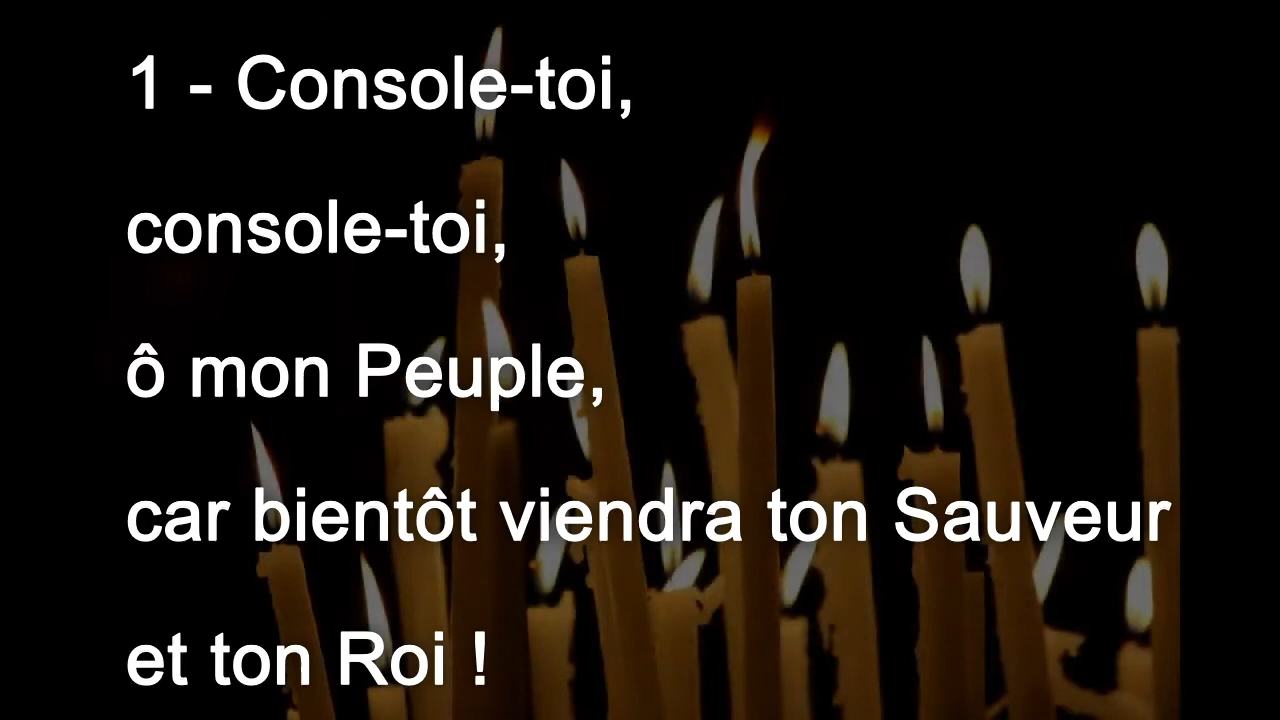 1 - Console-toi,
console-toi,
ô mon Peuple,
car bientôt viendra ton Sauveur
et ton Roi !